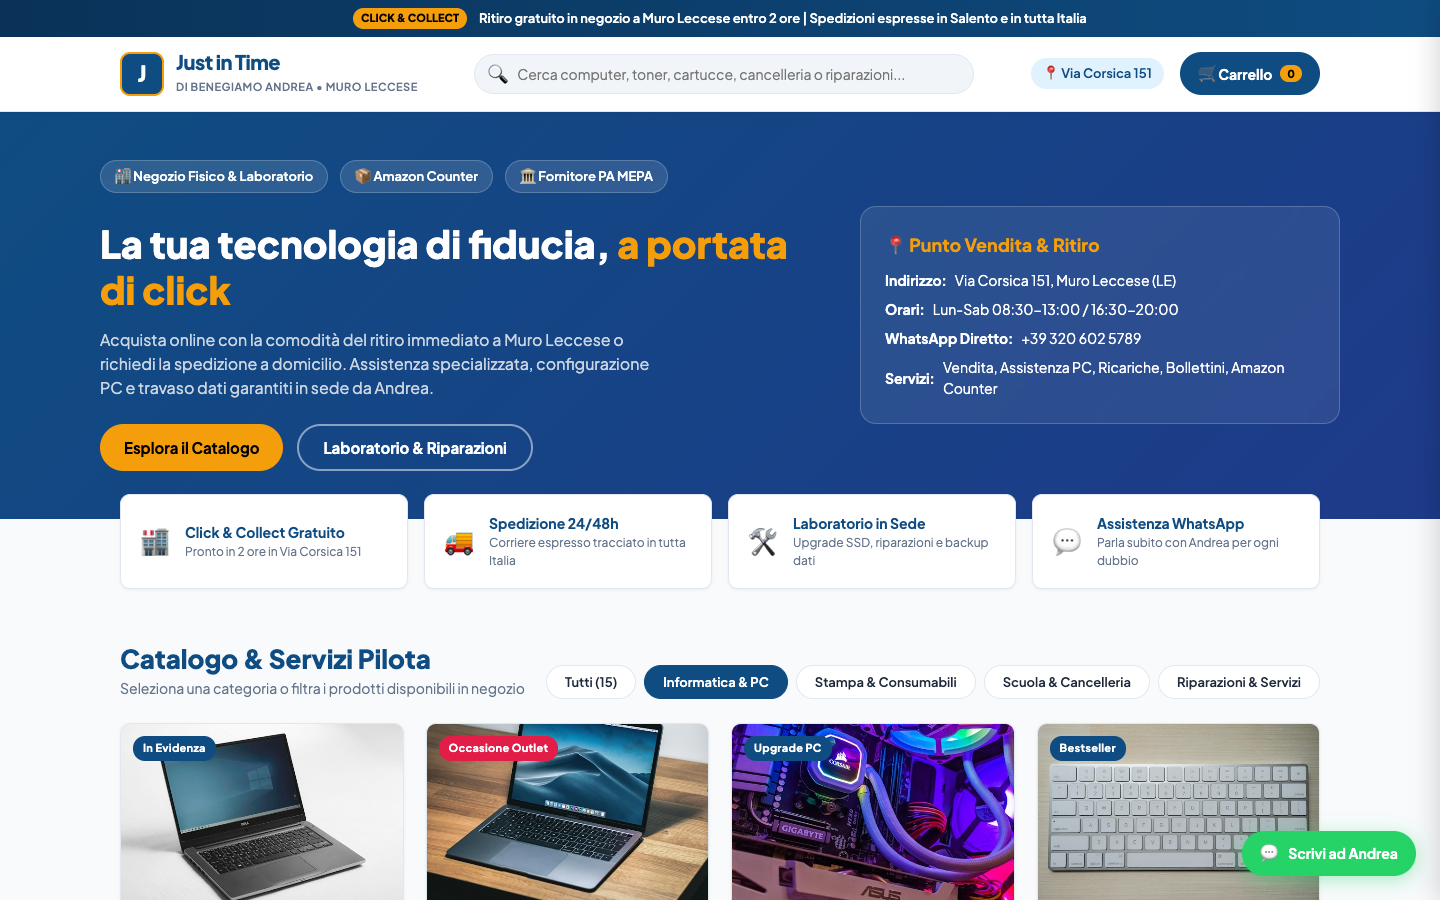 CLICK & COLLECT Ritiro gratuito in negozio a Muro Leccese entro 2 ore | Spedizioni espresse in Salento e in tutta Italia
J
Just in Time
DI BENEGIAMO ANDREA • MURO LECCESE
Cerca computer, toner, cartucce, cancelleria o riparazioni...
Via Corsica 151
Carrello 0
Negozio Fisico & Laboratorio
Amazon Counter
Fornitore PA MEPA
La tua tecnologia di fiducia, a portata
di click
Acquista online con la comodità del ritiro immediato a Muro Leccese o
richiedi la spedizione a domicilio. Assistenza specializzata, configurazione
PC e travaso dati garantiti in sede da Andrea.
Esplora il Catalogo
Laboratorio & Riparazioni
Punto Vendita & Ritiro
Indirizzo: Via Corsica 151, Muro Leccese (LE)
Orari: Lun-Sab 08:30–13:00 / 16:30–20:00
WhatsApp Diretto: +39 320 602 5789
Servizi: Vendita, Assistenza PC, Ricariche, Bollettini, Amazon
Counter
Click & Collect Gratuito
Pronto in 2 ore in Via Corsica 151
Spedizione 24/48h
Corriere espresso tracciato in tutta
Italia
Laboratorio in Sede
Upgrade SSD, riparazioni e backup
dati
Assistenza WhatsApp
Parla subito con Andrea per ogni
dubbio
Catalogo & Servizi Pilota
Seleziona una categoria o filtra i prodotti disponibili in negozio
Tutti (15)
Informatica & PC
Stampa & Consumabili
Scuola & Cancelleria
Riparazioni & Servizi
In Evidenza
Occasione Outlet
Upgrade PC
CORSAIR
GIGABYTE
ASUS
Bestseller
Scrivi ad Andrea